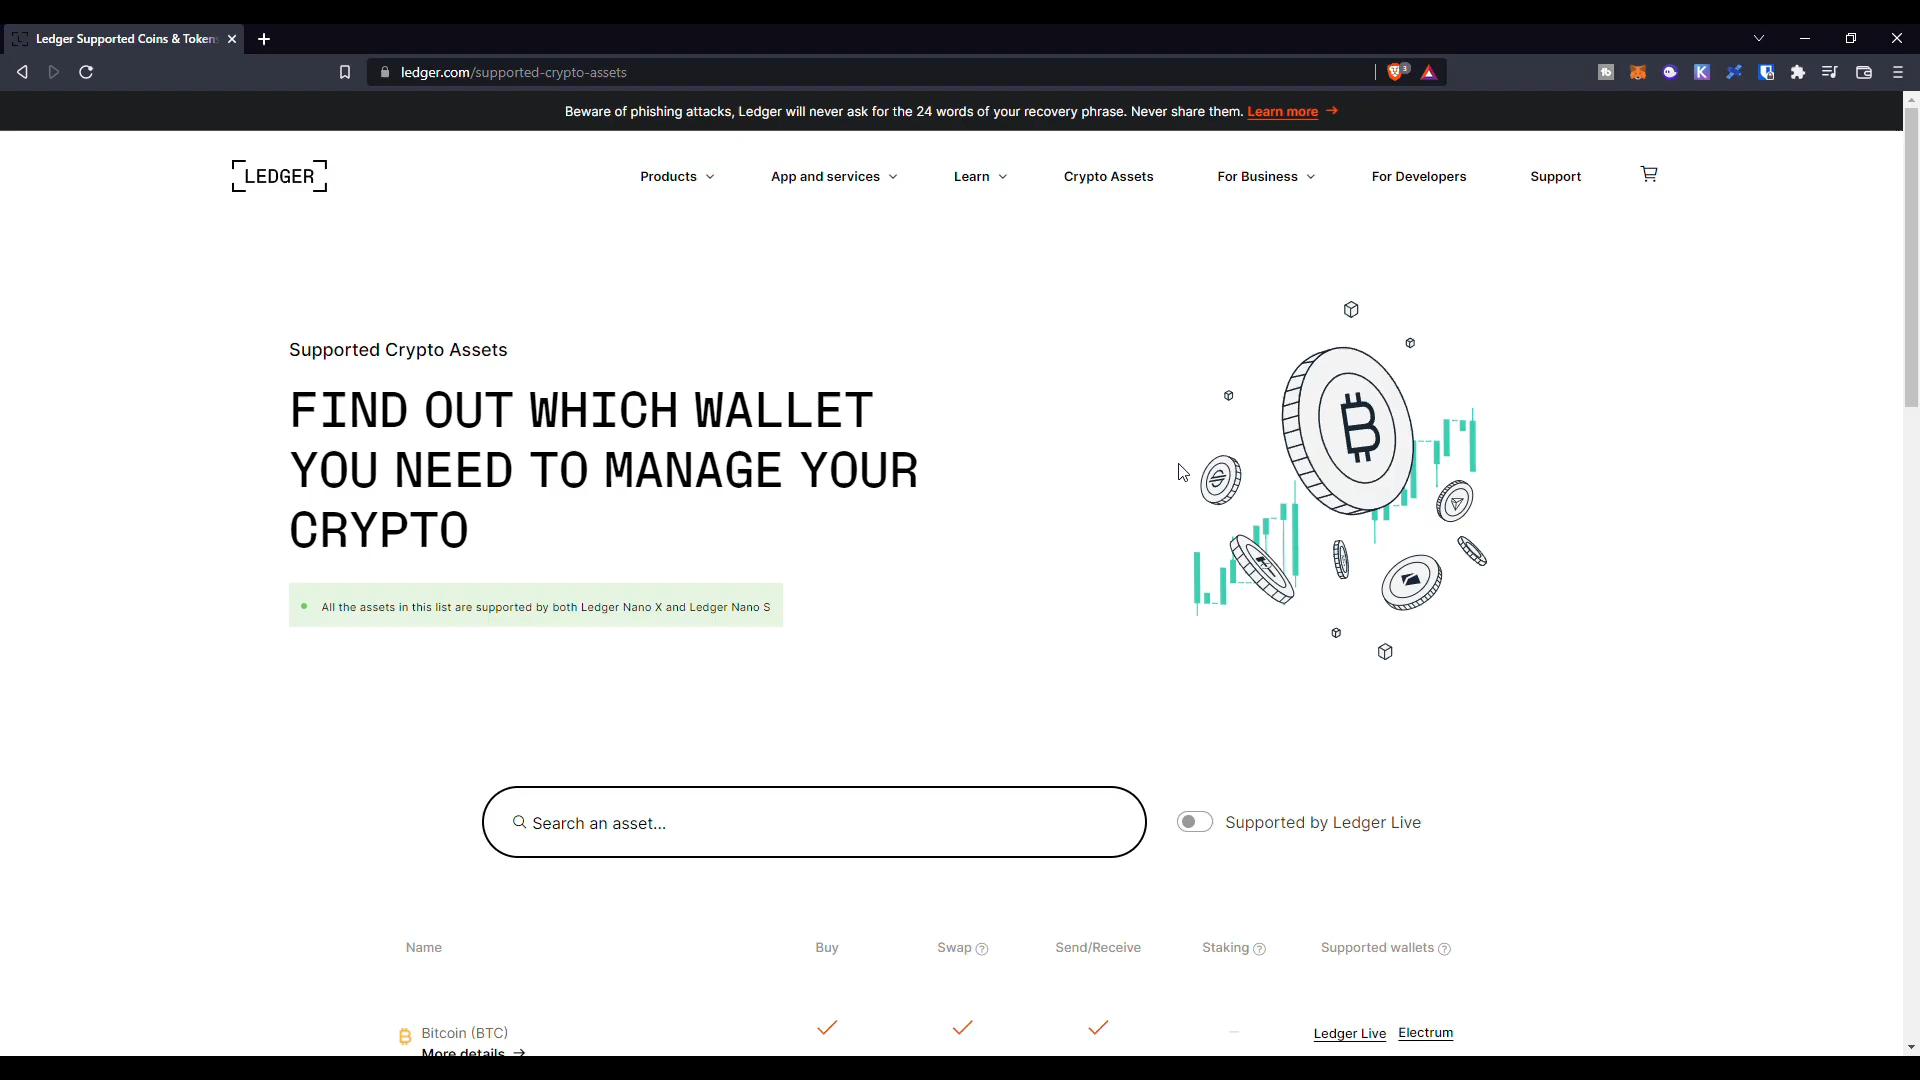 Ledger Supported Coins & Token
ledger.com/supported-crypto-assets
3
Beware of phishing attacks, Ledger will never ask for the 24 words of your recovery phrase. Never share them. Learn more →
LEDGER
Products
App and services
Learn
Crypto Assets
For Business
For Developers
Support
Supported Crypto Assets
FIND OUT WHICH WALLET
YOU NEED TO MANAGE YOUR
CRYPTO
All the assets in this list are supported by both Ledger Nano X and Ledger Nano S
Search an asset...
Supported by Ledger Live
Name
Buy
Swap ?
Send/Receive
Staking ?
Supported wallets ?
Bitcoin (BTC)
Ledger Live Electrum
More details →